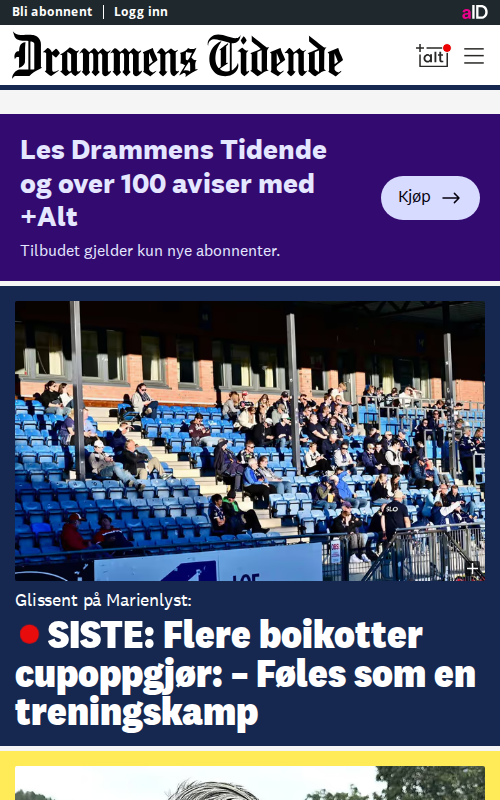 Bli abonnent
Logg inn
aID
Drammens Tidende
+alt
Les Drammens Tidende
og over 100 aviser med
+Alt
Kjøp
Tilbudet gjelder kun nye abonnenter.
SLO
Glissent på Marienlyst:
SISTE: Flere boikotter
cupoppgjør: – Føles som en
treningskamp